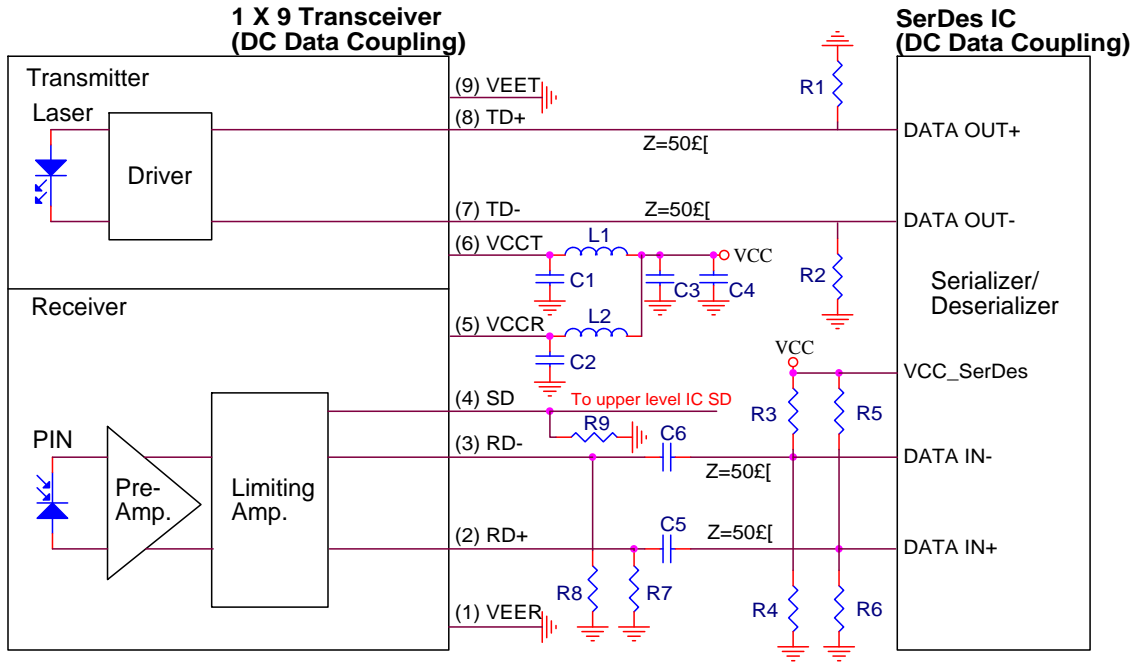 1 X 9 Transceiver
(DC Data Coupling)
SerDes IC
(DC Data Coupling)
Transmitter
Laser
Driver
(9) VEET
(8) TD+
Z=50£[
R1
DATA OUT+
(7) TD-
Z=50£[
DATA OUT-
(6) VCCT
L1
VCC
C1
C3
C4
R2
Serializer/
Deserializer
Receiver
(5) VCCR
L2
C2
VCC
VCC_SerDes
(4) SD
To upper level IC SD
R3
R5
R9
PIN
(3) RD-
C6
Z=50£[
DATA IN-
Pre-
Amp.
Limiting
Amp.
(2) RD+
C5
Z=50£[
DATA IN+
R8
R7
R4
R6
(1) VEER